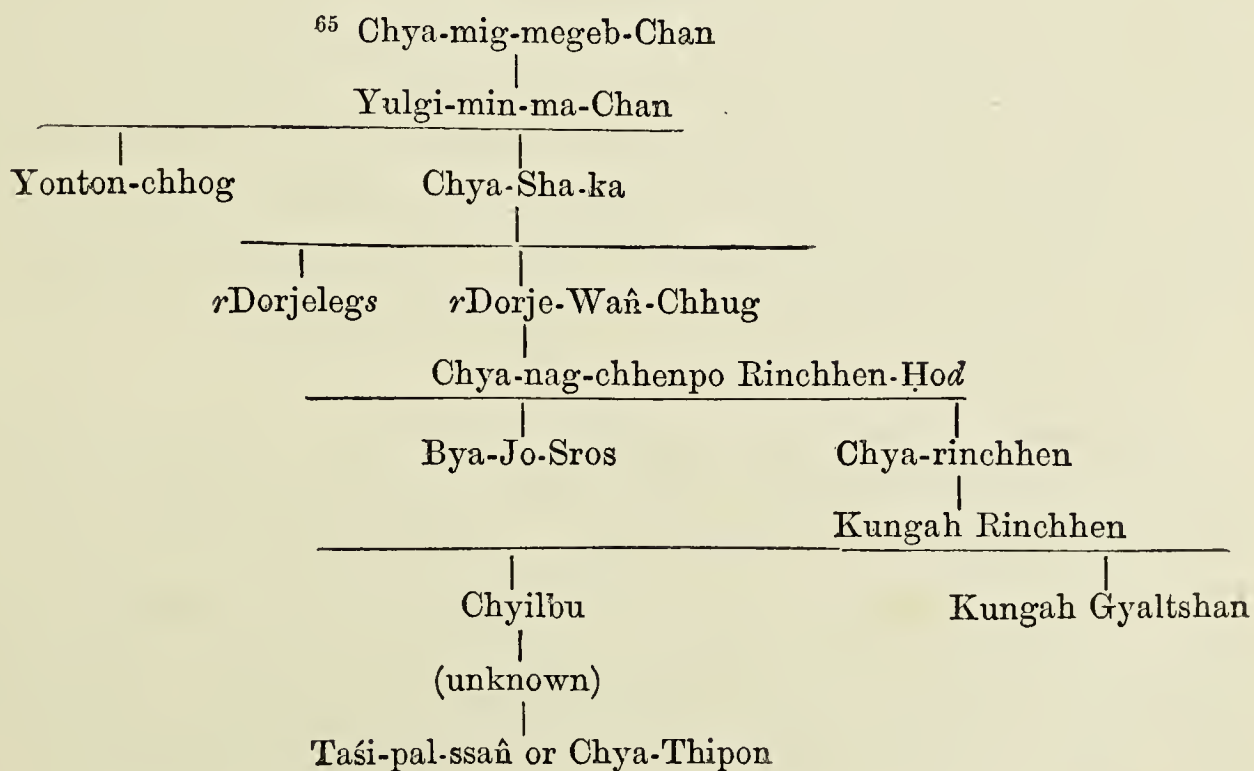 65 Chya-mig-megeb-Chan
Yulgi-min-ma-Chan
Yonton-chhog Chya-Sha-ka
rDorjelegs rDorje-Wañ̂-Chhug
Chya-nag-chhenpo Rinchhen-Ḥod
Bya-Jo-Sros Chya-rinchhen
Kungah Rinchhen
Chyilbu Kungah Gyaltshan
(unknown)
Taśi-pal-ssan̂ or Chya-Thipon